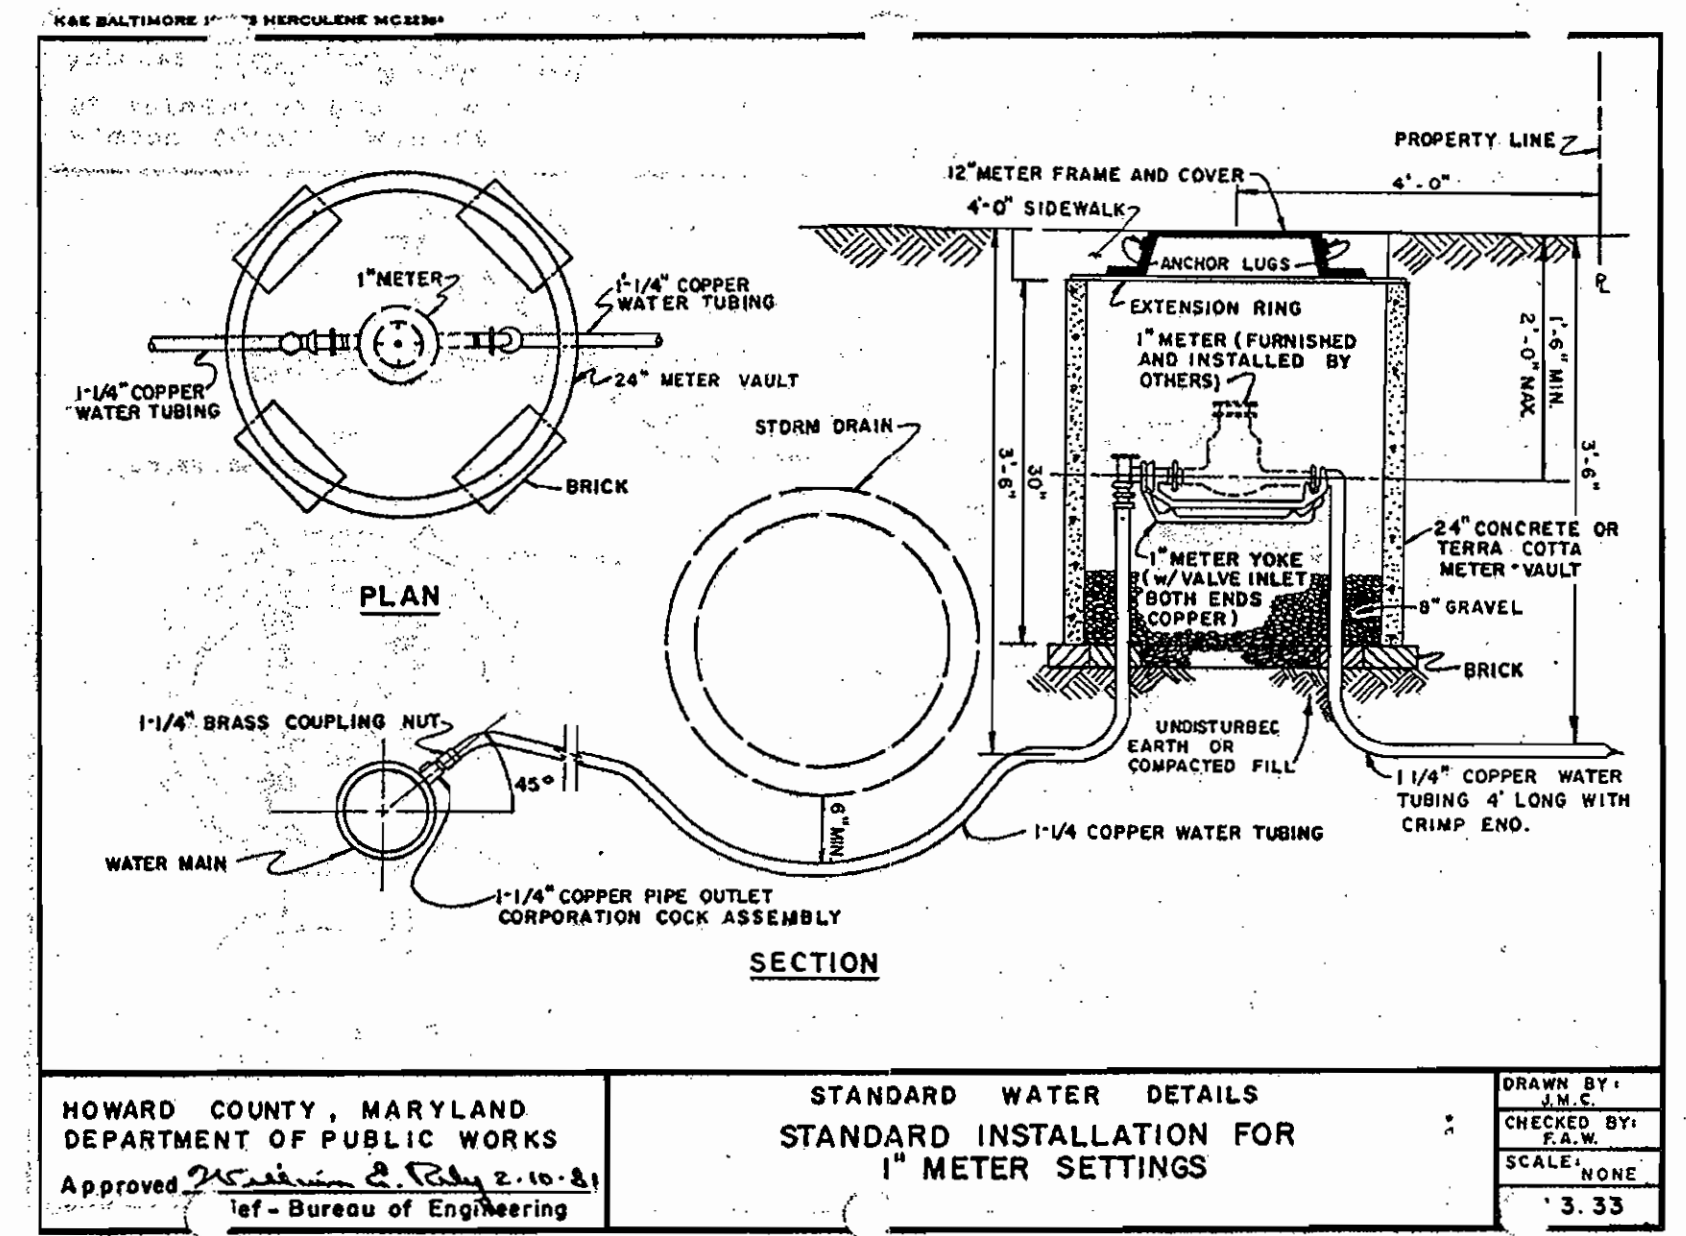 K&E BALTIMORE HERCULENE
PROPERTY LINE
12" METER FRAME AND COVER
4'-0"
4'-0" SIDEWALK
ANCHOR LUGS
EXTENSION RING
1" METER (FURNISHED
AND INSTALLED BY
OTHERS)
1'-6" MIN.
2'-0" MAX.
3'-6"
3'-6"
30"
1" METER
1-1/4" COPPER
WATER TUBING
1-1/4" COPPER
WATER TUBING
24" METER VAULT
BRICK
PLAN
STORM DRAIN
24" CONCRETE OR
TERRA COTTA
METER VAULT
1" METER YOKE
(w/VALVE INLET
BOTH ENDS
COPPER)
8" GRAVEL
BRICK
UNDISTURBED
EARTH OR
COMPACTED FILL
1-1/4" BRASS COUPLING NUT
45°
6" MIN.
WATER MAIN
1-1/4 COPPER WATER TUBING
1 1/4" COPPER WATER
TUBING 4' LONG WITH
CRIMP END.
1-1/4" COPPER PIPE OUTLET
CORPORATION COCK ASSEMBLY
SECTION
HOWARD COUNTY, MARYLAND
DEPARTMENT OF PUBLIC WORKS
Approved William E. Riley 2-10-81
ief - Bureau of Engineering
STANDARD WATER DETAILS
STANDARD INSTALLATION FOR
1" METER SETTINGS
DRAWN BY:
J.M.C.
CHECKED BY:
F.A.W.
SCALE:
NONE
3.33